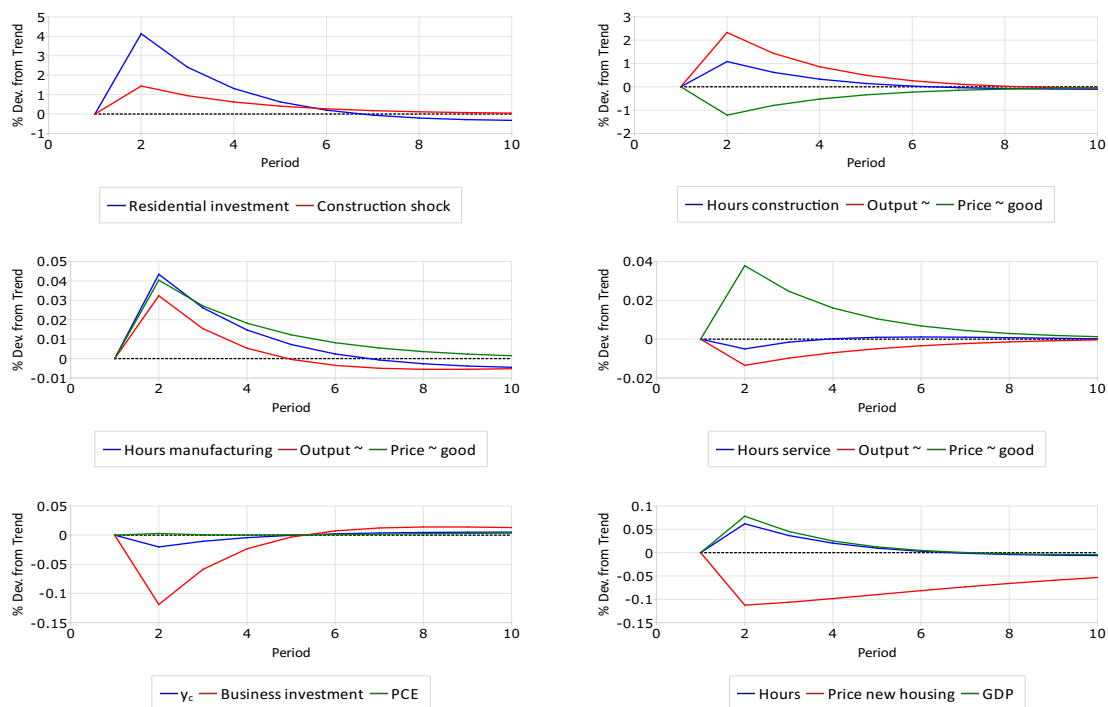 5
4
3
2
1
0
-1
% Dev. from Trend
0 2 4 6 8 10
Period
Residential investment Construction shock
3
2
1
0
-1
-2
% Dev. from Trend
0 2 4 6 8 10
Period
Hours construction Output ~ Price ~ good
0.05
0.04
0.03
0.02
0.01
0
-0.01
% Dev. from Trend
0 2 4 6 8 10
Period
Hours manufacturing Output ~ Price ~ good
0.04
0.02
0
-0.02
% Dev. from Trend
0 2 4 6 8 10
Period
Hours service Output ~ Price ~ good
0.05
0
-0.05
-0.1
-0.15
% Dev. from Trend
0 2 4 6 8 10
Period
y_c Business investment PCE
0.1
0.05
0
-0.05
-0.1
-0.15
% Dev. from Trend
0 2 4 6 8 10
Period
Hours Price new housing GDP